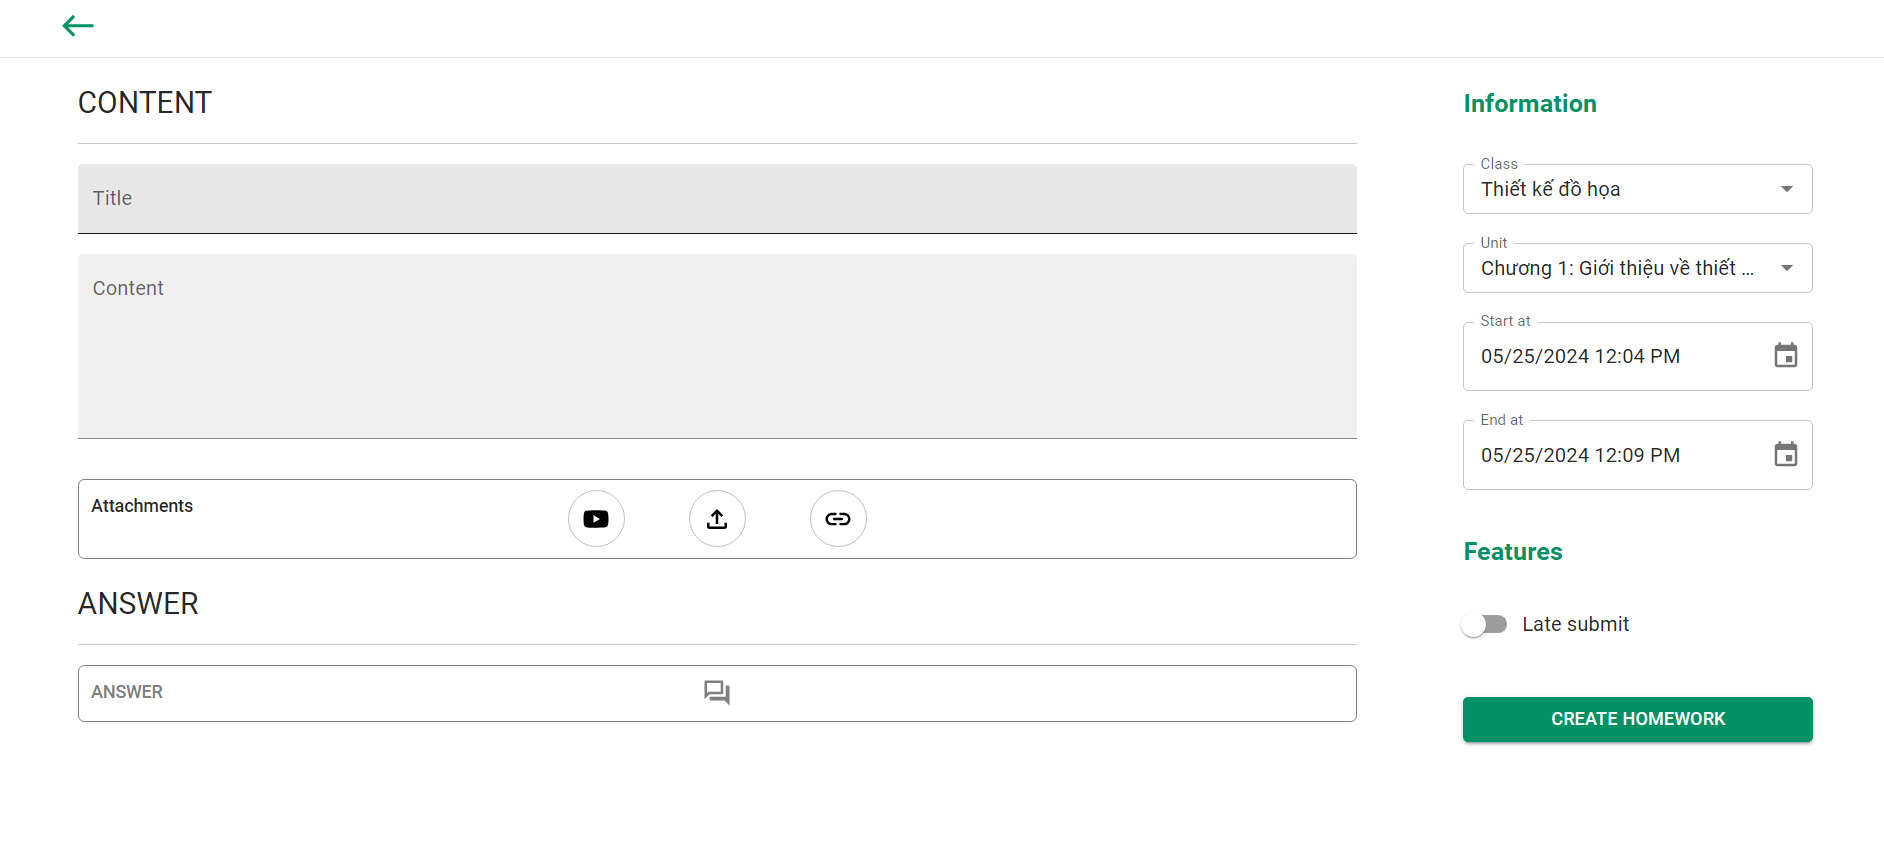 CONTENT
Title
Content
Attachments
ANSWER
ANSWER
Information
Class
Thiết kế đồ họa
Unit
Chương 1: Giới thiệu về thiết ...
Start at
05/25/2024 12:04 PM
End at
05/25/2024 12:09 PM
Features
Late submit
CREATE HOMEWORK